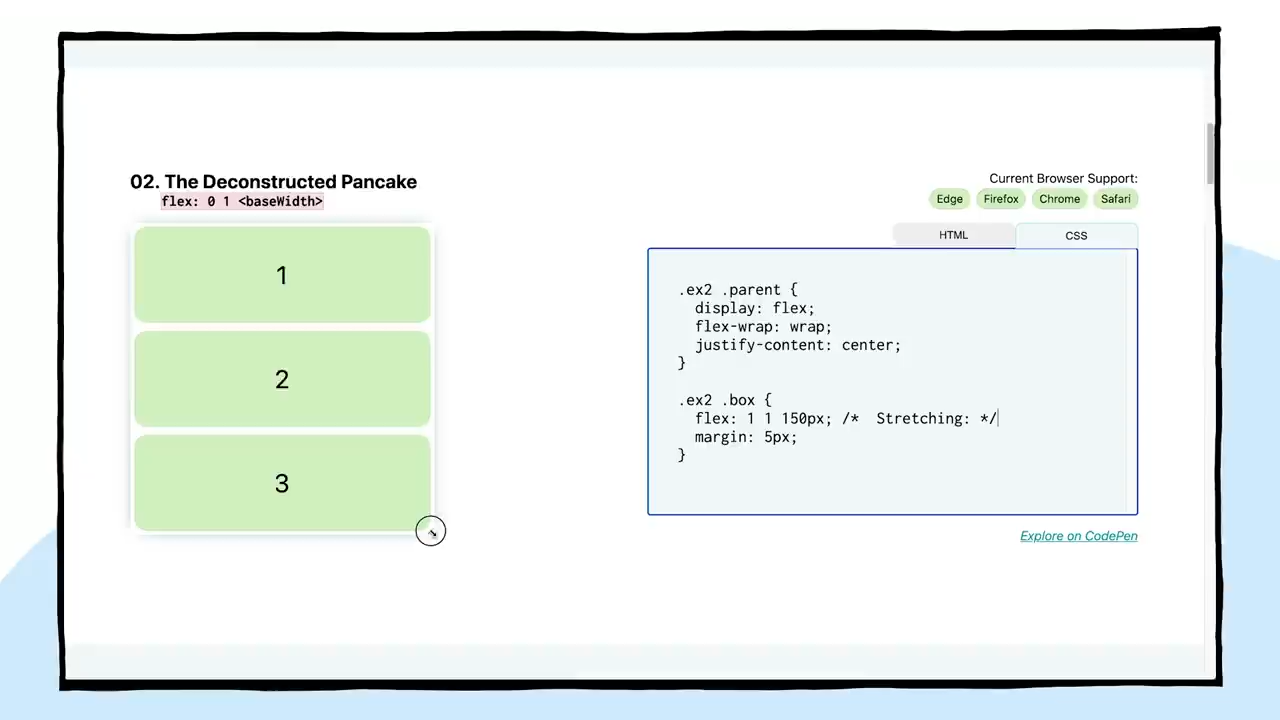 02. The Deconstructed Pancake
flex: 0 1 <baseWidth>
1
2
3
Current Browser Support:
Edge Firefox Chrome Safari
HTML CSS
.ex2 .parent {
  display: flex;
  flex-wrap: wrap;
  justify-content: center;
}
.ex2 .box {
  flex: 1 1 150px; /*  Stretching: */
  margin: 5px;
}
Explore on CodePen